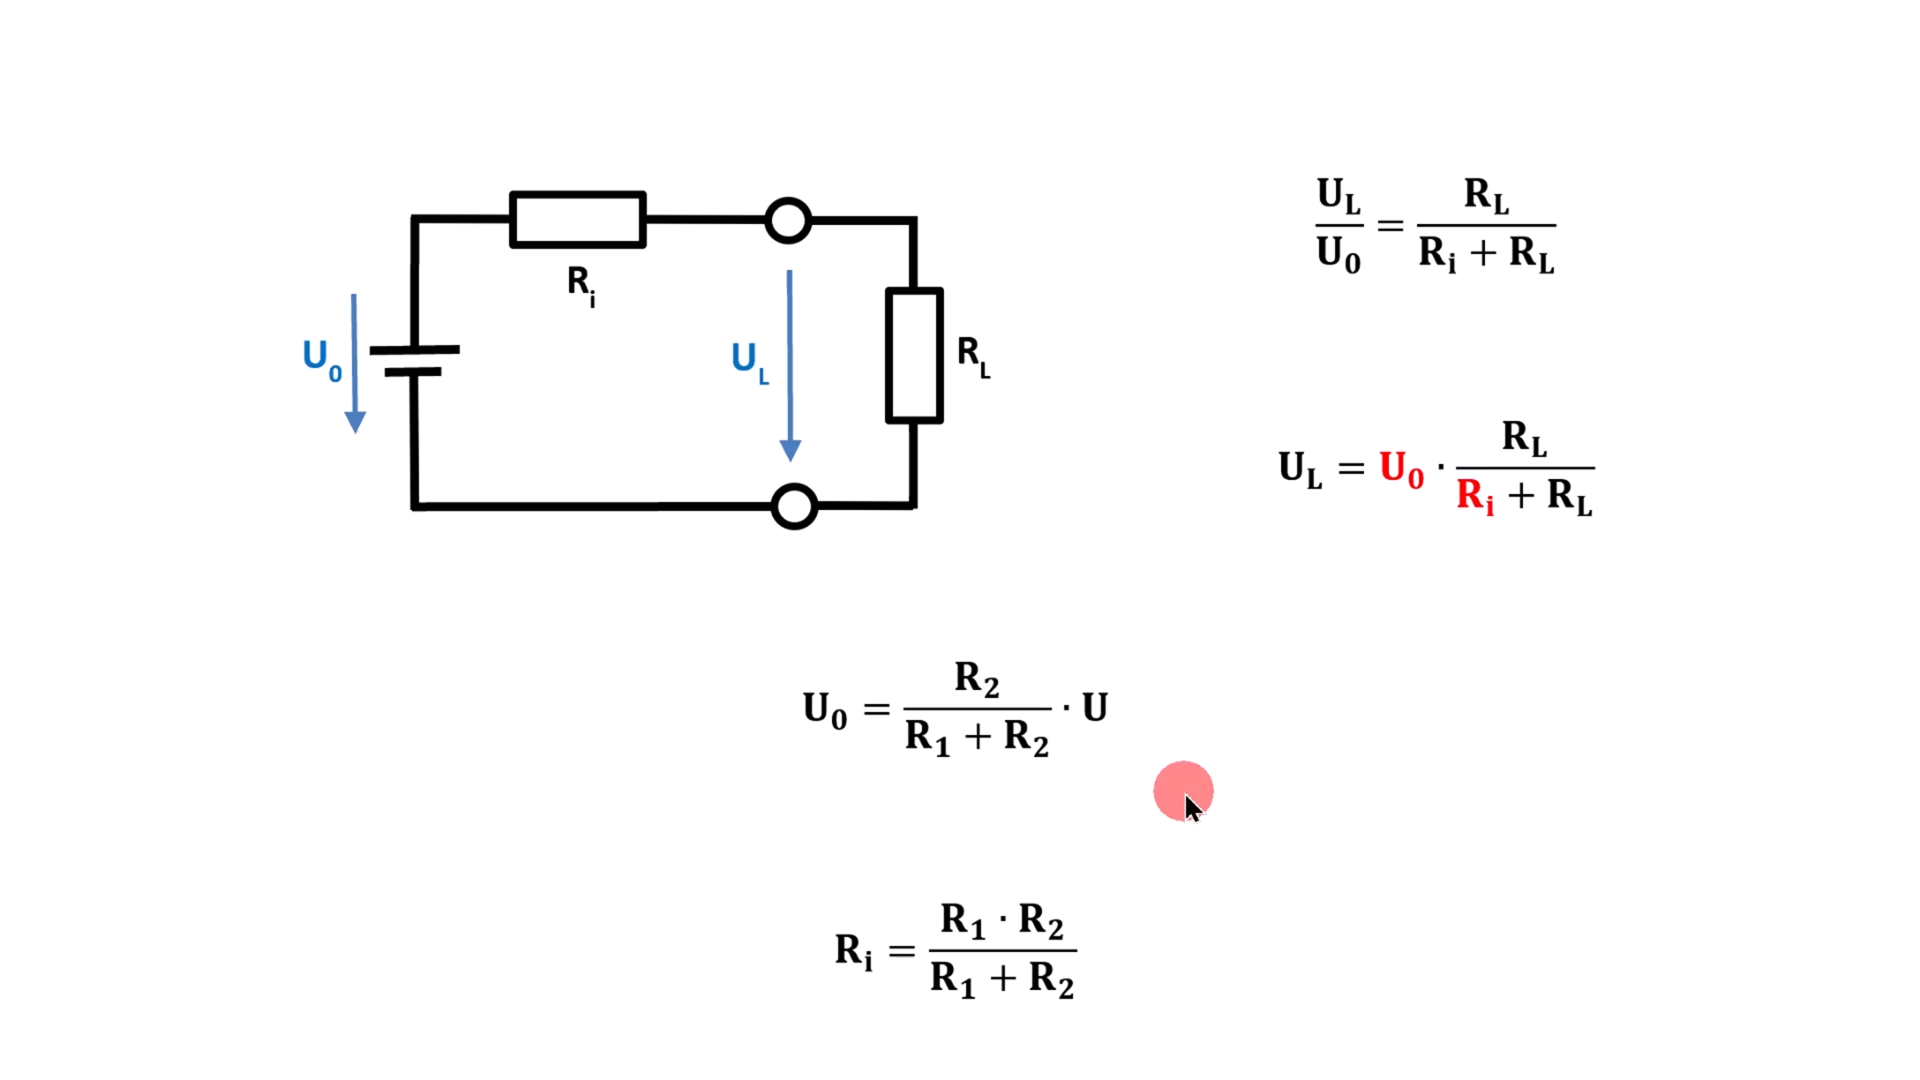 R_i
U_0
U_L
R_L
U_L / U_0 = R_L / (R_i + R_L)
U_L = U_0 · R_L / (R_i + R_L)
U_0 = R_2 / (R_1 + R_2) · U
R_i = (R_1 · R_2) / (R_1 + R_2)